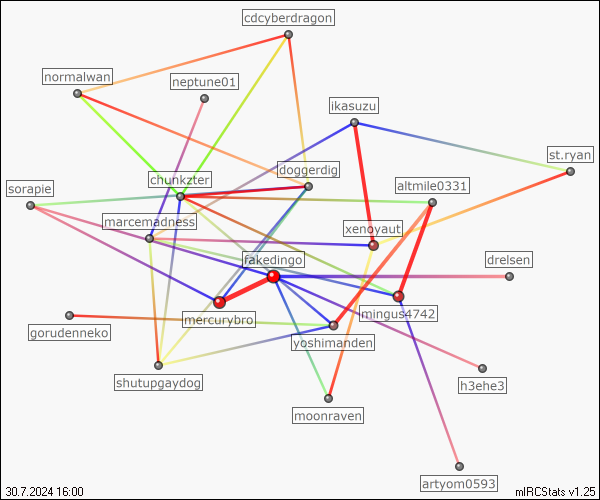 cdcyberdragon
normalwan
neptune01
ikasuzu
st.ryan
doggerdig
chunkzter
altmile0331
sorapie
marcemadness
xenoyaut
fakedingo
drelsen
mercurybro
mingus4742
gorudenneko
yoshimanden
shutupgaydog
h3ehe3
moonraven
artyom0593
30.7.2024 16:00
mIRCStats v1.25